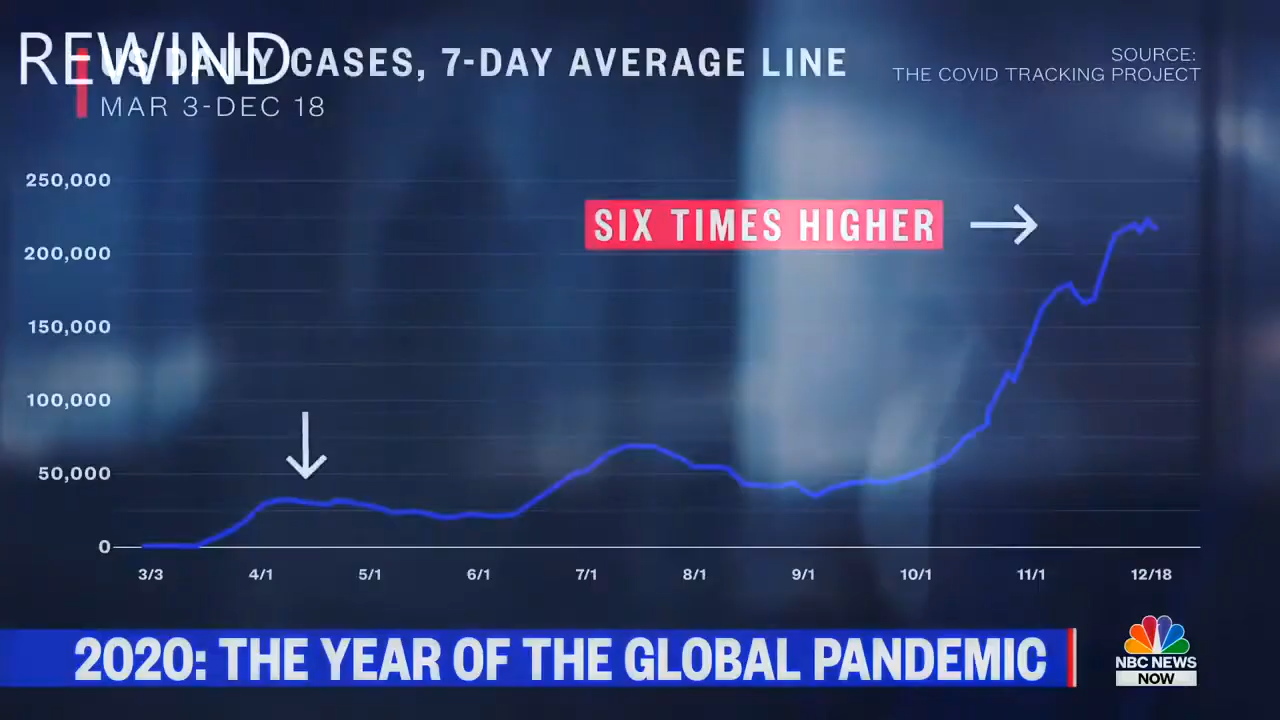 REWIND
US DAILY CASES, 7-DAY AVERAGE LINE
MAR 3-DEC 18
SOURCE:
THE COVID TRACKING PROJECT
250,000
200,000
150,000
100,000
50,000
0
SIX TIMES HIGHER
3/3 4/1 5/1 6/1 7/1 8/1 9/1 10/1 11/1 12/18
2020: THE YEAR OF THE GLOBAL PANDEMIC
NBC NEWS
NOW